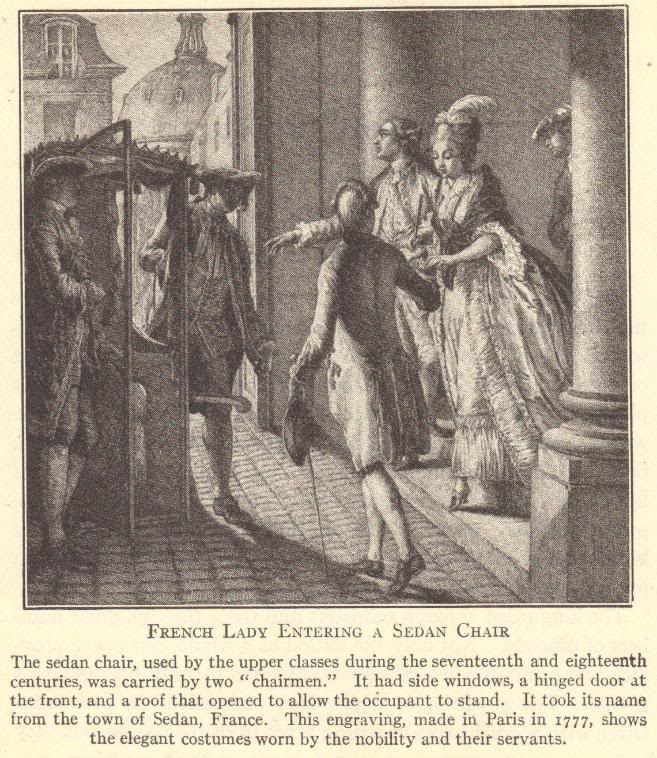 FRENCH LADY ENTERING A SEDAN CHAIR
The sedan chair, used by the upper classes during the seventeenth and eighteenth
centuries, was carried by two “chairmen.” It had side windows, a hinged door at
the front, and a roof that opened to allow the occupant to stand. It took its name
from the town of Sedan, France. This engraving, made in Paris in 1777, shows
the elegant costumes worn by the nobility and their servants.